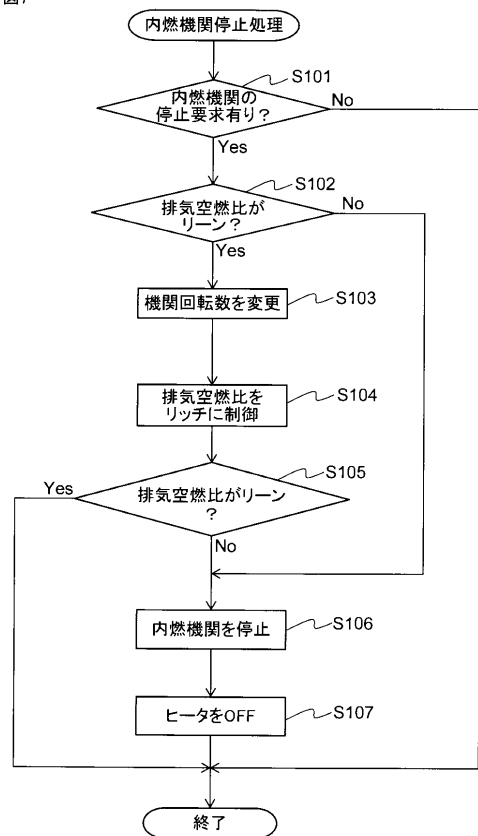 図7
内燃機関停止処理
S101
内燃機関の
停止要求有り？
No
Yes
S102
排気空燃比が
リーン？
No
Yes
機関回転数を変更
S103
排気空燃比を
リッチに制御
S104
S105
Yes
排気空燃比がリーン
？
No
内燃機関を停止
S106
ヒータをOFF
S107
終了